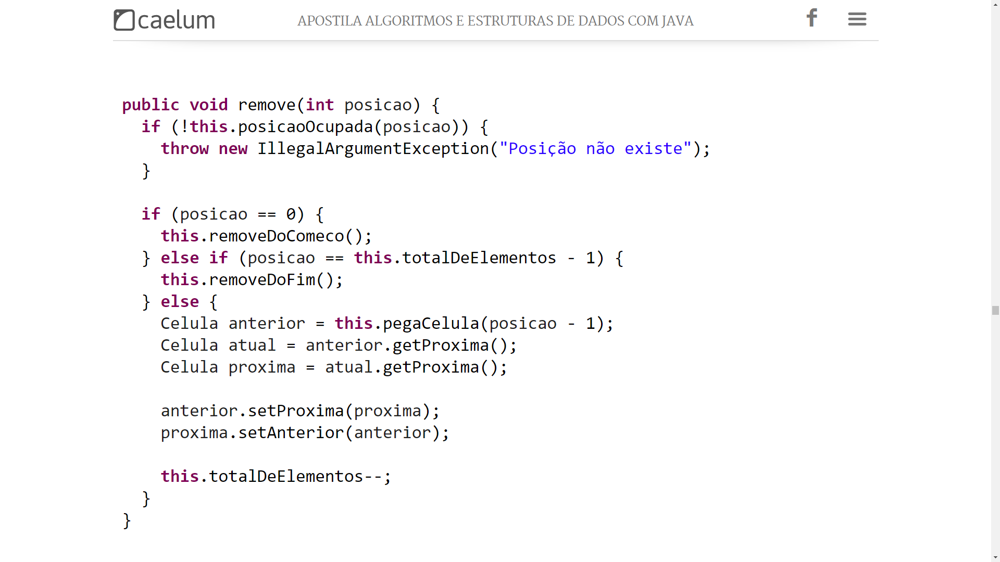 caelum
APOSTILA ALGORITMOS E ESTRUTURAS DE DADOS COM JAVA
public void remove(int posicao) {
  if (!this.posicaoOcupada(posicao)) {
    throw new IllegalArgumentException("Posição não existe");
  }

  if (posicao == 0) {
    this.removeDoComeco();
  } else if (posicao == this.totalDeElementos - 1) {
    this.removeDoFim();
  } else {
    Celula anterior = this.pegaCelula(posicao - 1);
    Celula atual = anterior.getProxima();
    Celula proxima = atual.getProxima();

    anterior.setProxima(proxima);
    proxima.setAnterior(anterior);

    this.totalDeElementos--;
  }
}